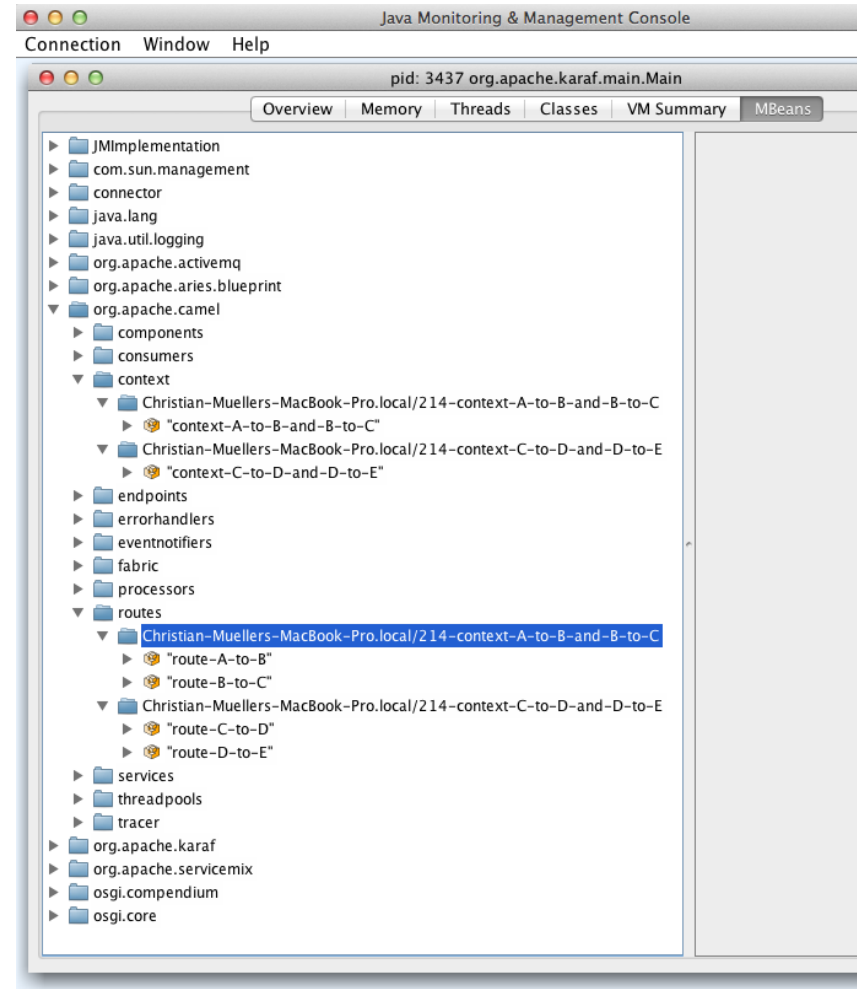 Java Monitoring & Management Console
Connection Window Help
pid: 3437 org.apache.karaf.main.Main
Overview Memory Threads Classes VM Summary MBeans
JMImplementation
com.sun.management
connector
java.lang
java.util.logging
org.apache.activemq
org.apache.aries.blueprint
org.apache.camel
components
consumers
context
Christian-Muellers-MacBook-Pro.local/214-context-A-to-B-and-B-to-C
"context-A-to-B-and-B-to-C"
Christian-Muellers-MacBook-Pro.local/214-context-C-to-D-and-D-to-E
"context-C-to-D-and-D-to-E"
endpoints
errorhandlers
eventnotifiers
fabric
processors
routes
Christian-Muellers-MacBook-Pro.local/214-context-A-to-B-and-B-to-C
"route-A-to-B"
"route-B-to-C"
Christian-Muellers-MacBook-Pro.local/214-context-C-to-D-and-D-to-E
"route-C-to-D"
"route-D-to-E"
services
threadpools
tracer
org.apache.karaf
org.apache.servicemix
osgi.compendium
osgi.core